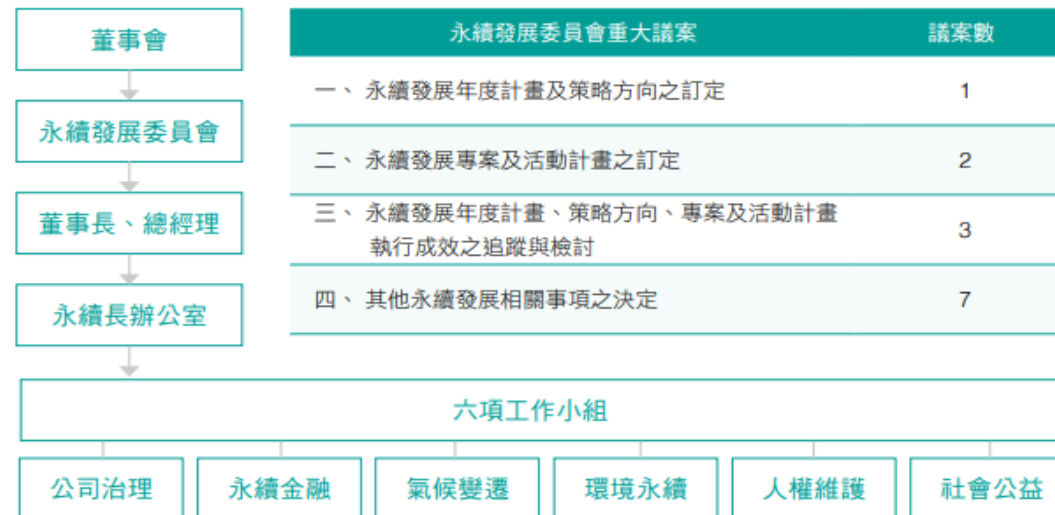 董事會
永續發展委員會
董事長、總經理
永續長辦公室
永續發展委員會重大議案 議案數
一、 永續發展年度計畫及策略方向之訂定 1
二、 永續發展專案及活動計畫之訂定 2
三、 永續發展年度計畫、策略方向、專案及活動計畫
執行成效之追蹤與檢討 3
四、 其他永續發展相關事項之決定 7
六項工作小組
公司治理 永續金融 氣候變遷 環境永續 人權維護 社會公益